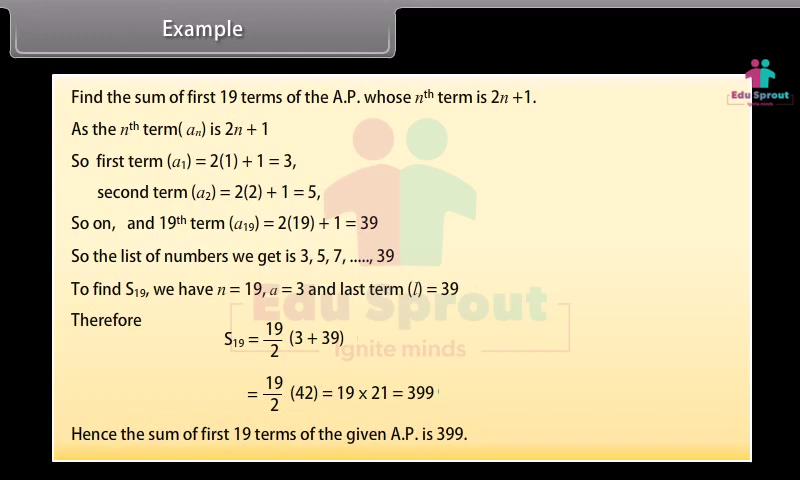 Example
Edu Sprout
Ignite minds
Find the sum of first 19 terms of the A.P. whose nᵗʰ term is 2n +1.
As the nᵗʰ term( aₙ) is 2n + 1
So first term (a₁) = 2(1) + 1 = 3,
second term (a₂) = 2(2) + 1 = 5,
So on, and 19ᵗʰ term (a₁₉) = 2(19) + 1 = 39
So the list of numbers we get is 3, 5, 7, ....., 39
To find S₁₉, we have n = 19, a = 3 and last term (l) = 39
Edu Sprout
Therefore
S₁₉ = 19/2 (3 + 39)
Ignite minds
= 19/2 (42) = 19 x 21 = 399
Hence the sum of first 19 terms of the given A.P. is 399.